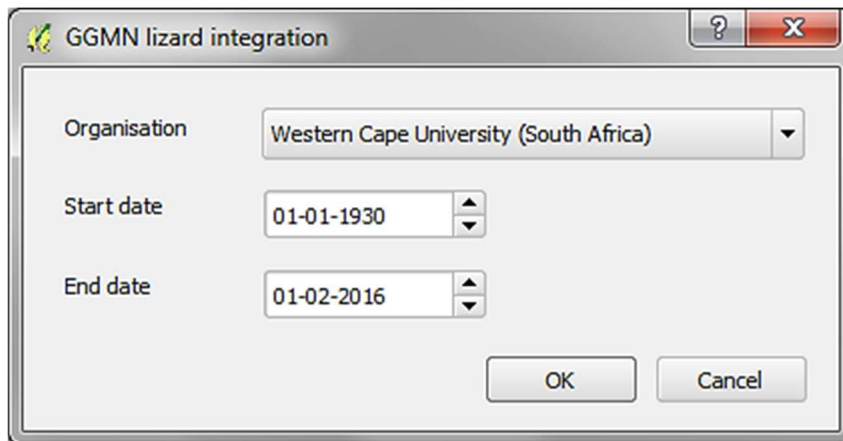 GGMN lizard integration
?
X
Organisation
Western Cape University (South Africa)
Start date
01-01-1930
End date
01-02-2016
OK
Cancel